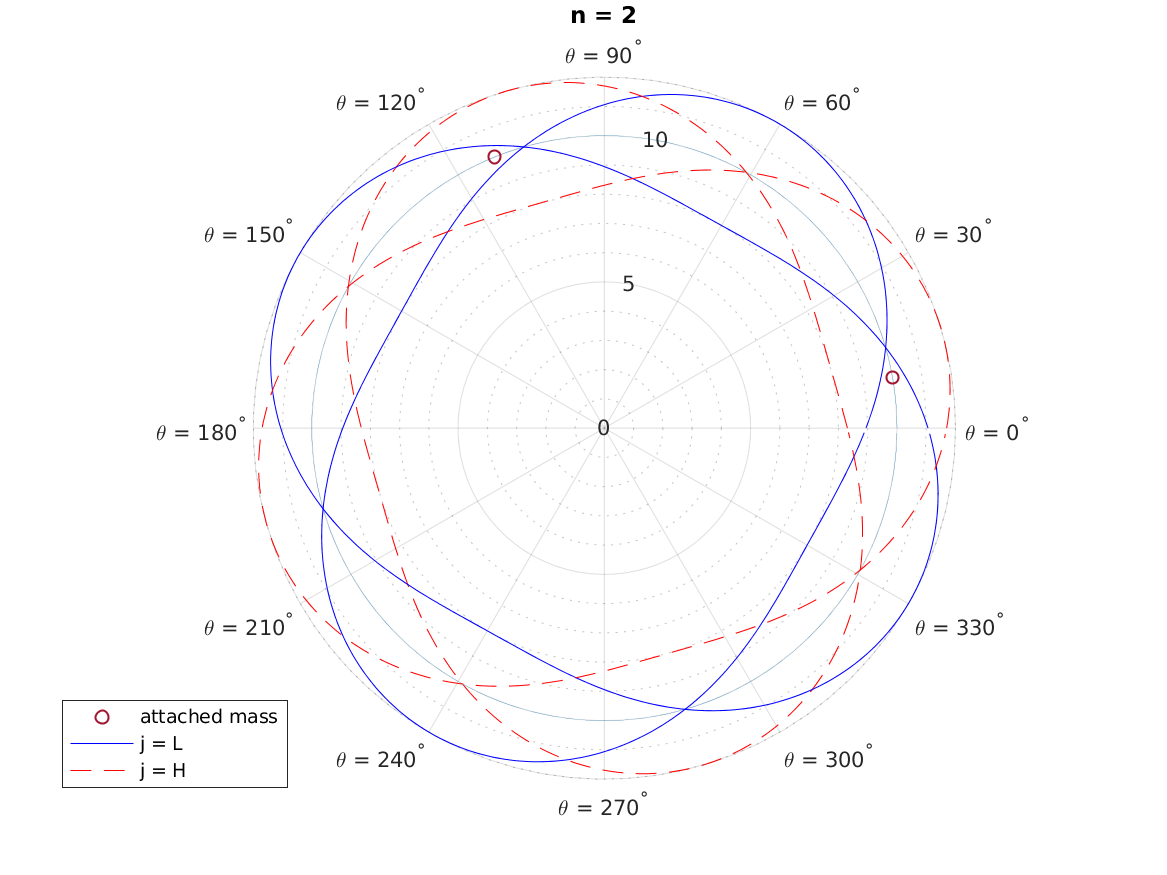 n = 2
θ = 90°
θ = 120°
θ = 60°
10
θ = 150°
θ = 30°
5
θ = 180°
0
θ = 0°
θ = 210°
θ = 330°
attached mass
j = L
j = H
θ = 240°
θ = 300°
θ = 270°